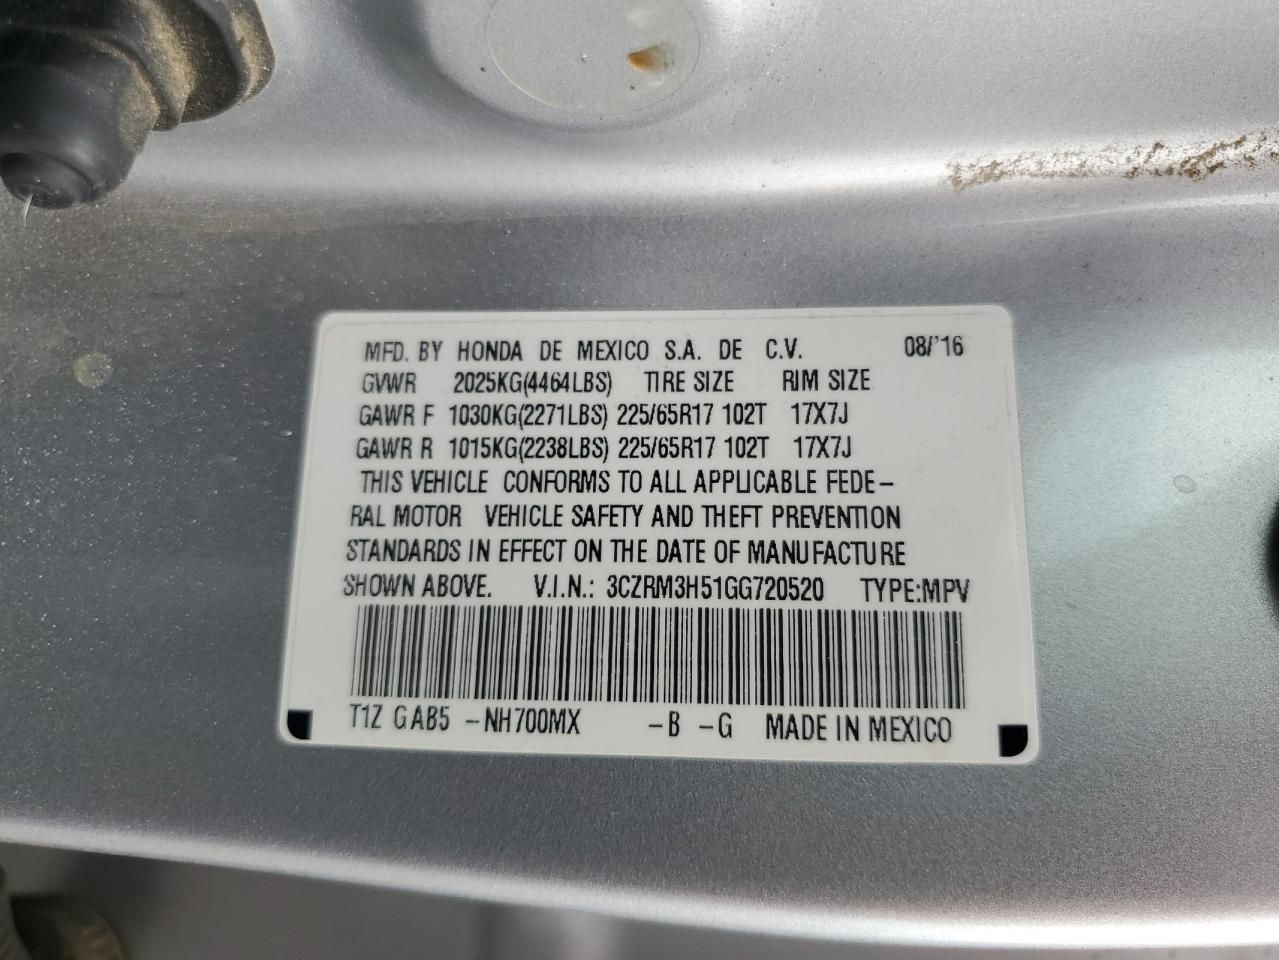 MFD. BY HONDA DE MEXICO S.A. DE C.V. 08/'16
GVWR 2025KG(4464LBS) TIRE SIZE RIM SIZE
GAWR F 1030KG(2271LBS) 225/65R17 102T 17X7J
GAWR R 1015KG(2238LBS) 225/65R17 102T 17X7J
THIS VEHICLE CONFORMS TO ALL APPLICABLE FEDE-
RAL MOTOR VEHICLE SAFETY AND THEFT PREVENTION
STANDARDS IN EFFECT ON THE DATE OF MANUFACTURE
SHOWN ABOVE. V.I.N.: 3CZRM3H51GG720520 TYPE:MPV
T1Z GAB5 -NH700MX -B -G MADE IN MEXICO